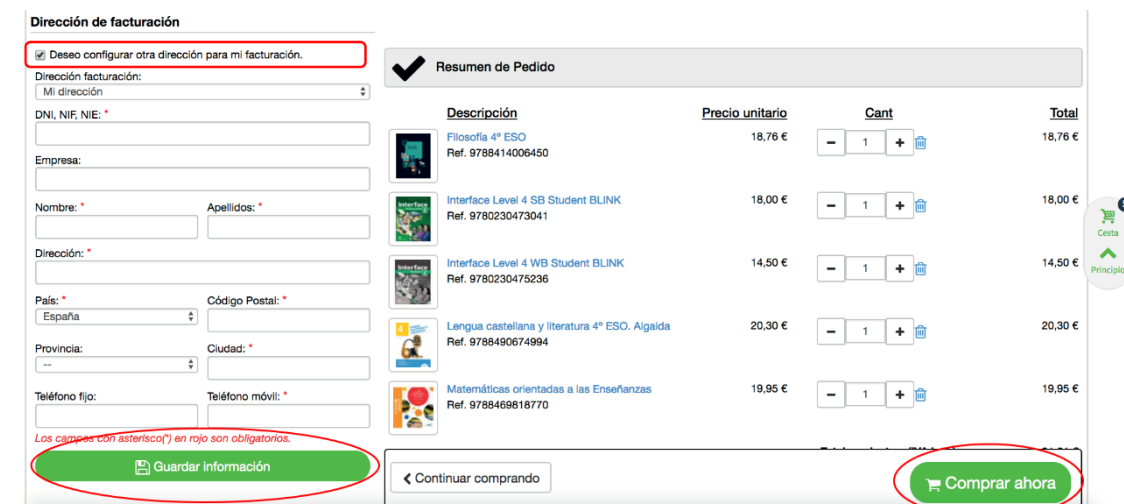 Dirección de facturación
Deseo configurar otra dirección para mi facturación.
Dirección facturación:
Mi dirección
DNI, NIF, NIE: *
Empresa:
Nombre: * Apellidos: *
Dirección: *
País: * Código Postal: *
España
Provincia: Ciudad: *
--
Teléfono fijo: Teléfono móvil: *
Los campos con asterisco(*) en rojo son obligatorios.
Guardar información
Resumen de Pedido
Descripción Precio unitario Cant Total
Filosofía 4º ESO 18,76 € - 1 + 18,76 €
Ref. 9788414006450
Interface Level 4 SB Student BLINK 18,00 € - 1 + 18,00 €
Ref. 9780230473041
Interface Level 4 WB Student BLINK 14,50 € - 1 + 14,50 €
Ref. 9780230475236
Lengua castellana y literatura 4º ESO. Algaida 20,30 € - 1 + 20,30 €
Ref. 9788490674994
Matemáticas orientadas a las Enseñanzas 19,95 € - 1 + 19,95 €
Ref. 9788469818770
Continuar comprando
Comprar ahora
Cesta
Principio